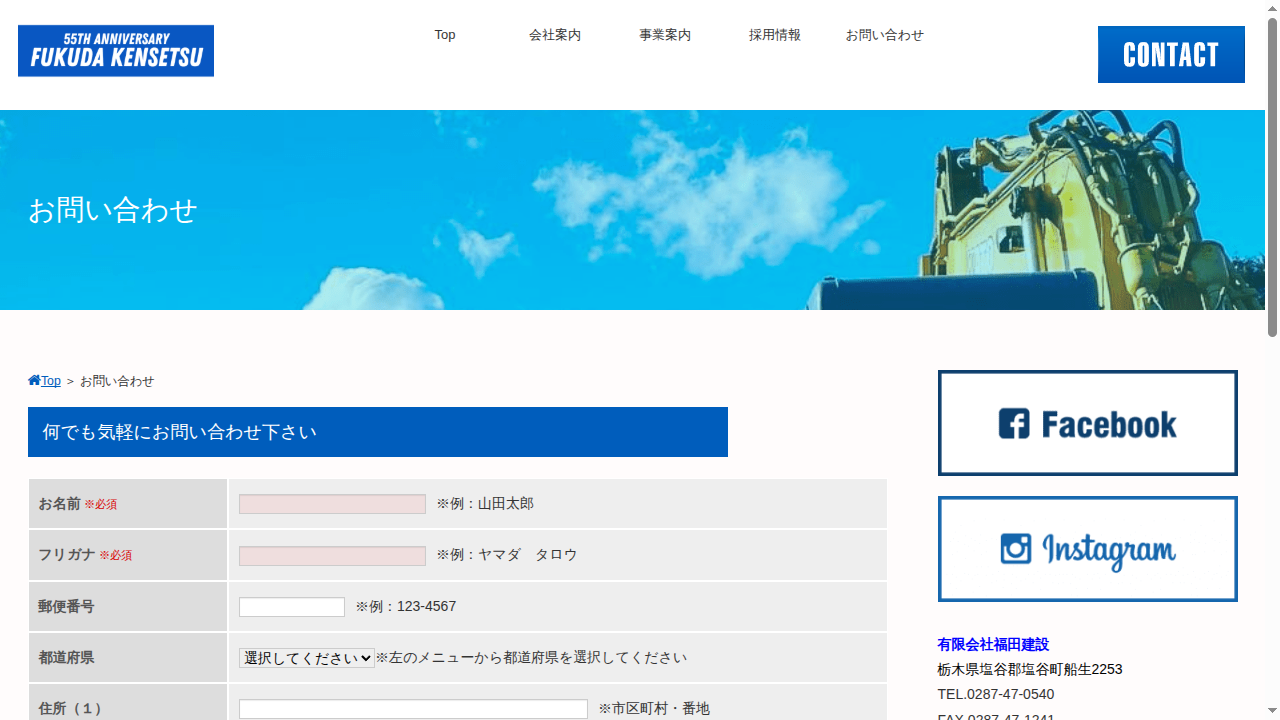 55TH ANNIVERSARY
FUKUDA KENSETSU
Top
会社案内
事業案内
採用情報
お問い合わせ
CONTACT
お問い合わせ
Top ＞ お問い合わせ
何でも気軽にお問い合わせ下さい
お名前 ※必須
※例：山田太郎
フリガナ ※必須
※例：ヤマダ　タロウ
郵便番号
※例：123-4567
都道府県
選択してください ※左のメニューから都道府県を選択してください
住所（１）
※市区町村・番地
Facebook
Instagram
有限会社福田建設
栃木県塩谷郡塩谷町船生2253
TEL.0287-47-0540
FAX.0287-47-1241